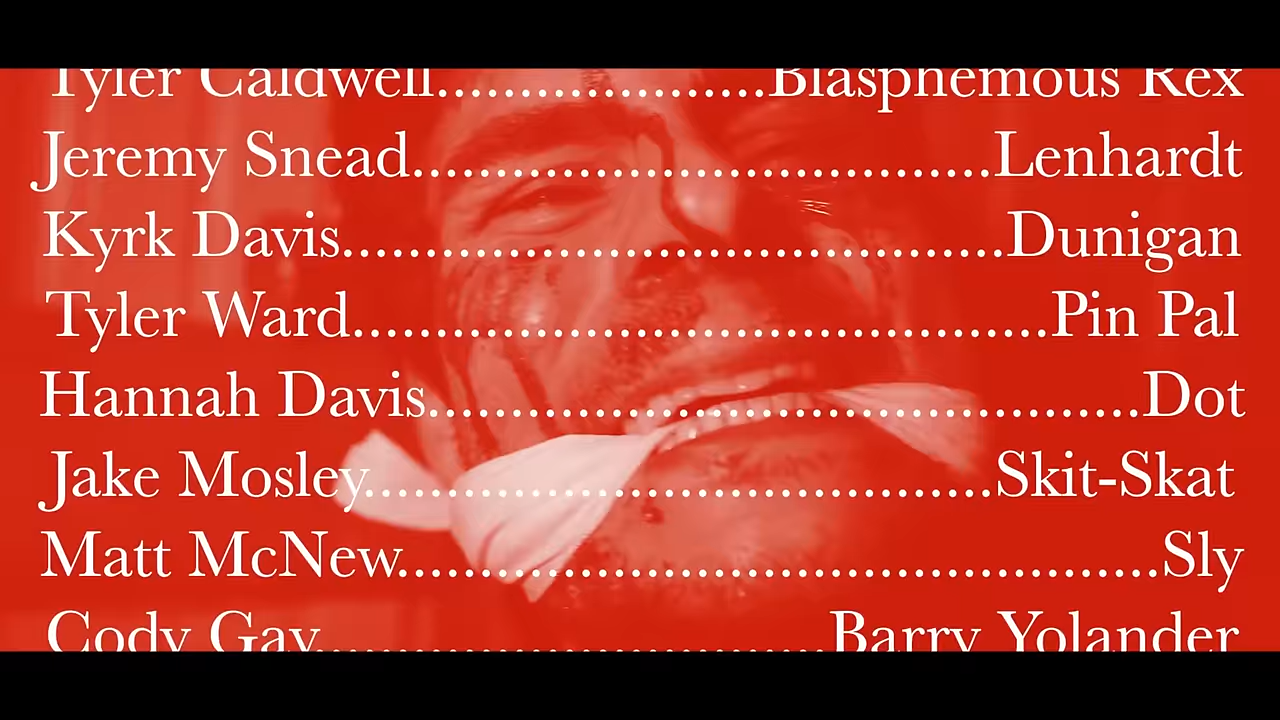 Tyler Caldwell....................Blasphemous Rex
Jeremy Snead...................................Lenhardt
Kyrk Davis........................................Dunigan
Tyler Ward..........................................Pin Pal
Hannah Davis...........................................Dot
Jake Mosley......................................Skit-Skat
Matt McNew..............................................Sly
Cody Gay...............................Barry Yolander